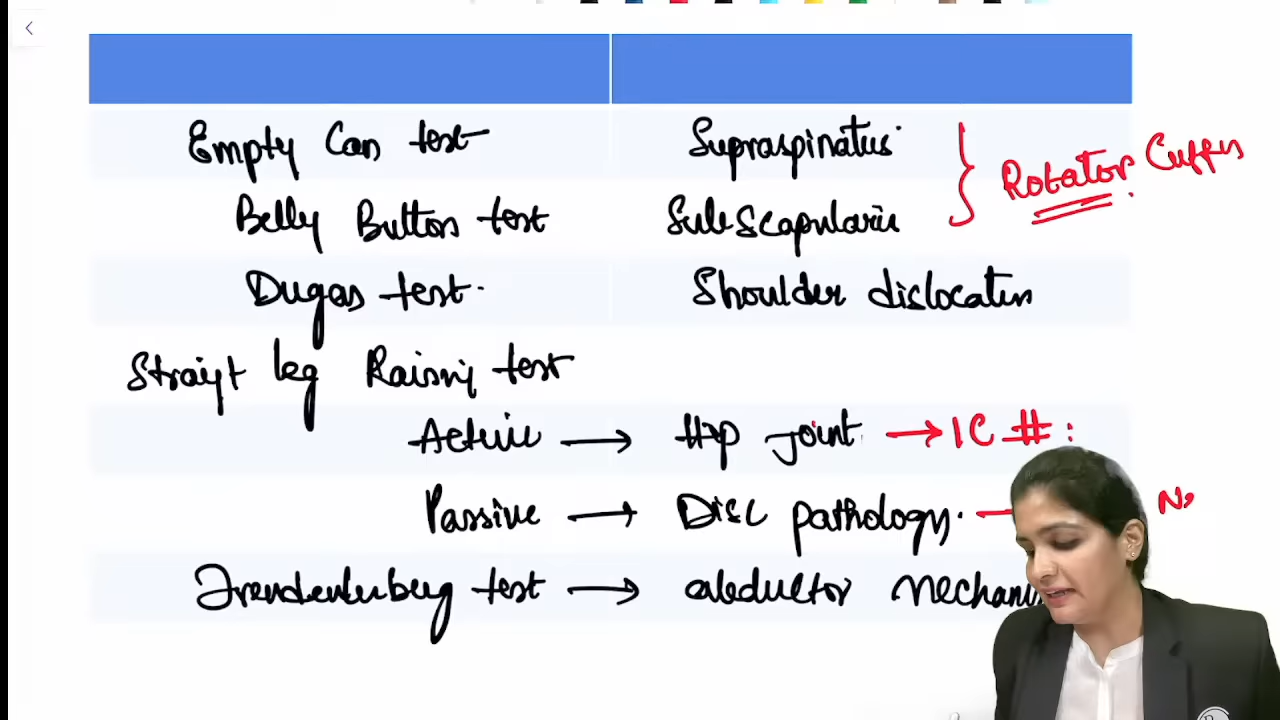 Empty Can test Supraspinatus } Rotator Cuffs
Belly Button test SubScapularis
Dugas test. Shoulder dislocation
Straight leg Raising test
Active → Hip joint → IC # :
Passive → Disc pathology. →
Trendenlenberg test → abductor mechanism